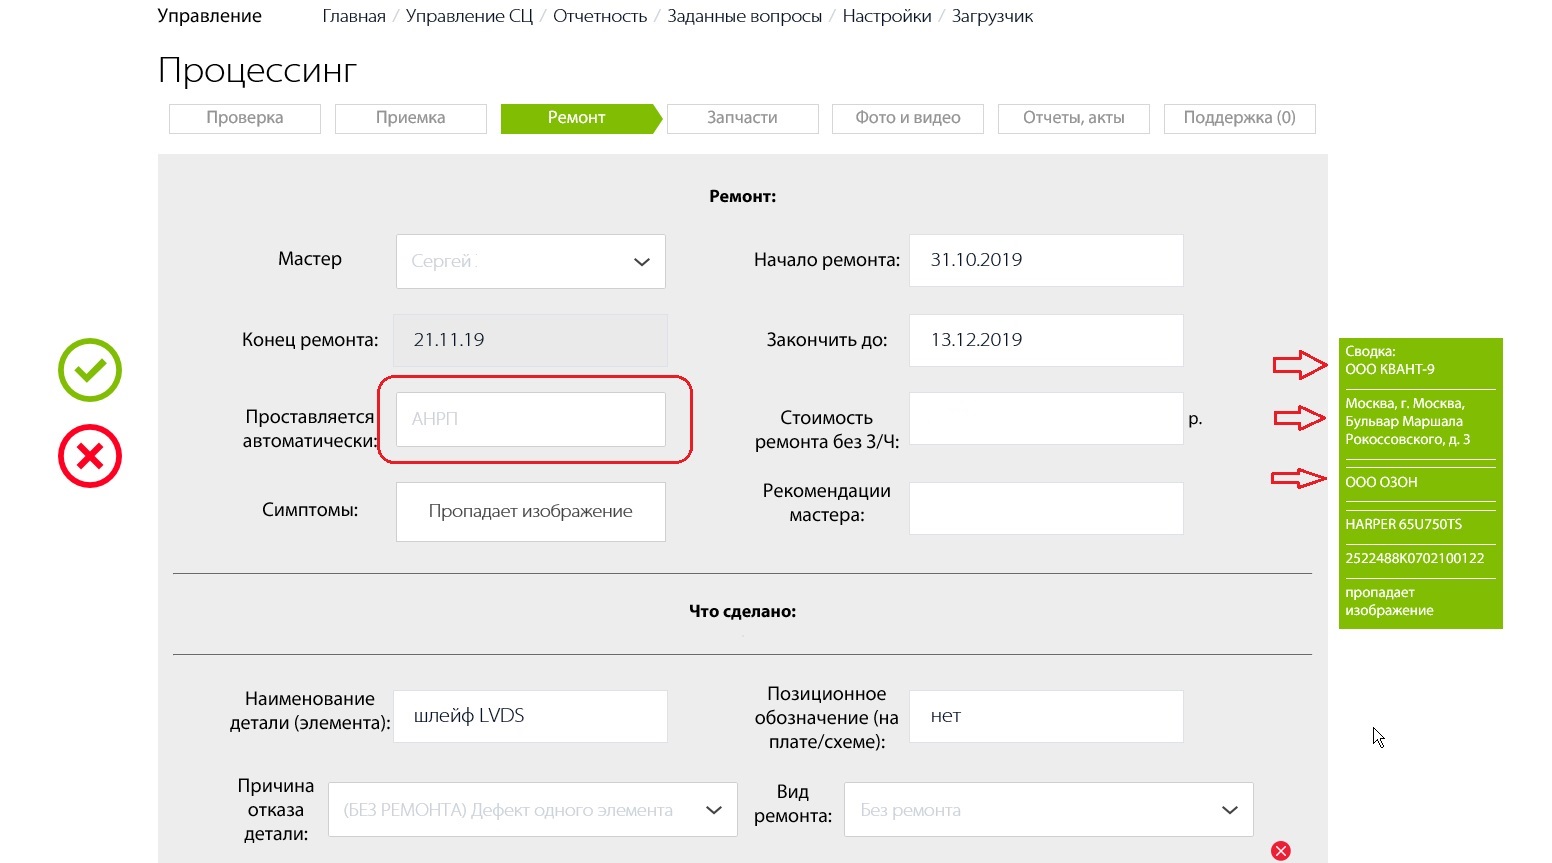 Управление
Главная / Управление СЦ / Отчетность / Заданные вопросы / Настройки / Загрузчик
Процессинг
Проверка
Приемка
Ремонт
Запчасти
Фото и видео
Отчеты, акты
Поддержка (0)
Ремонт:
Мастер
Сергей
Начало ремонта:
31.10.2019
Конец ремонта:
21.11.19
Закончить до:
13.12.2019
Проставляется
автоматически:
АНРП
Стоимость
ремонта без З/Ч:
р.
Симптомы:
Пропадает изображение
Рекомендации
мастера:
Сводка:
ООО КВАНТ-9
Москва, г. Москва,
Бульвар Маршала
Рокоссовского, д. 3
ООО ОЗОН
HARPER 65U750TS
2522488K0702100122
пропадает
изображение
Что сделано:
Наименование
детали (элемента):
шлейф LVDS
Позиционное
обозначение (на
плате/схеме):
нет
Причина
отказа
детали:
(БЕЗ РЕМОНТА) Дефект одного элемента
Вид
ремонта:
Без ремонта